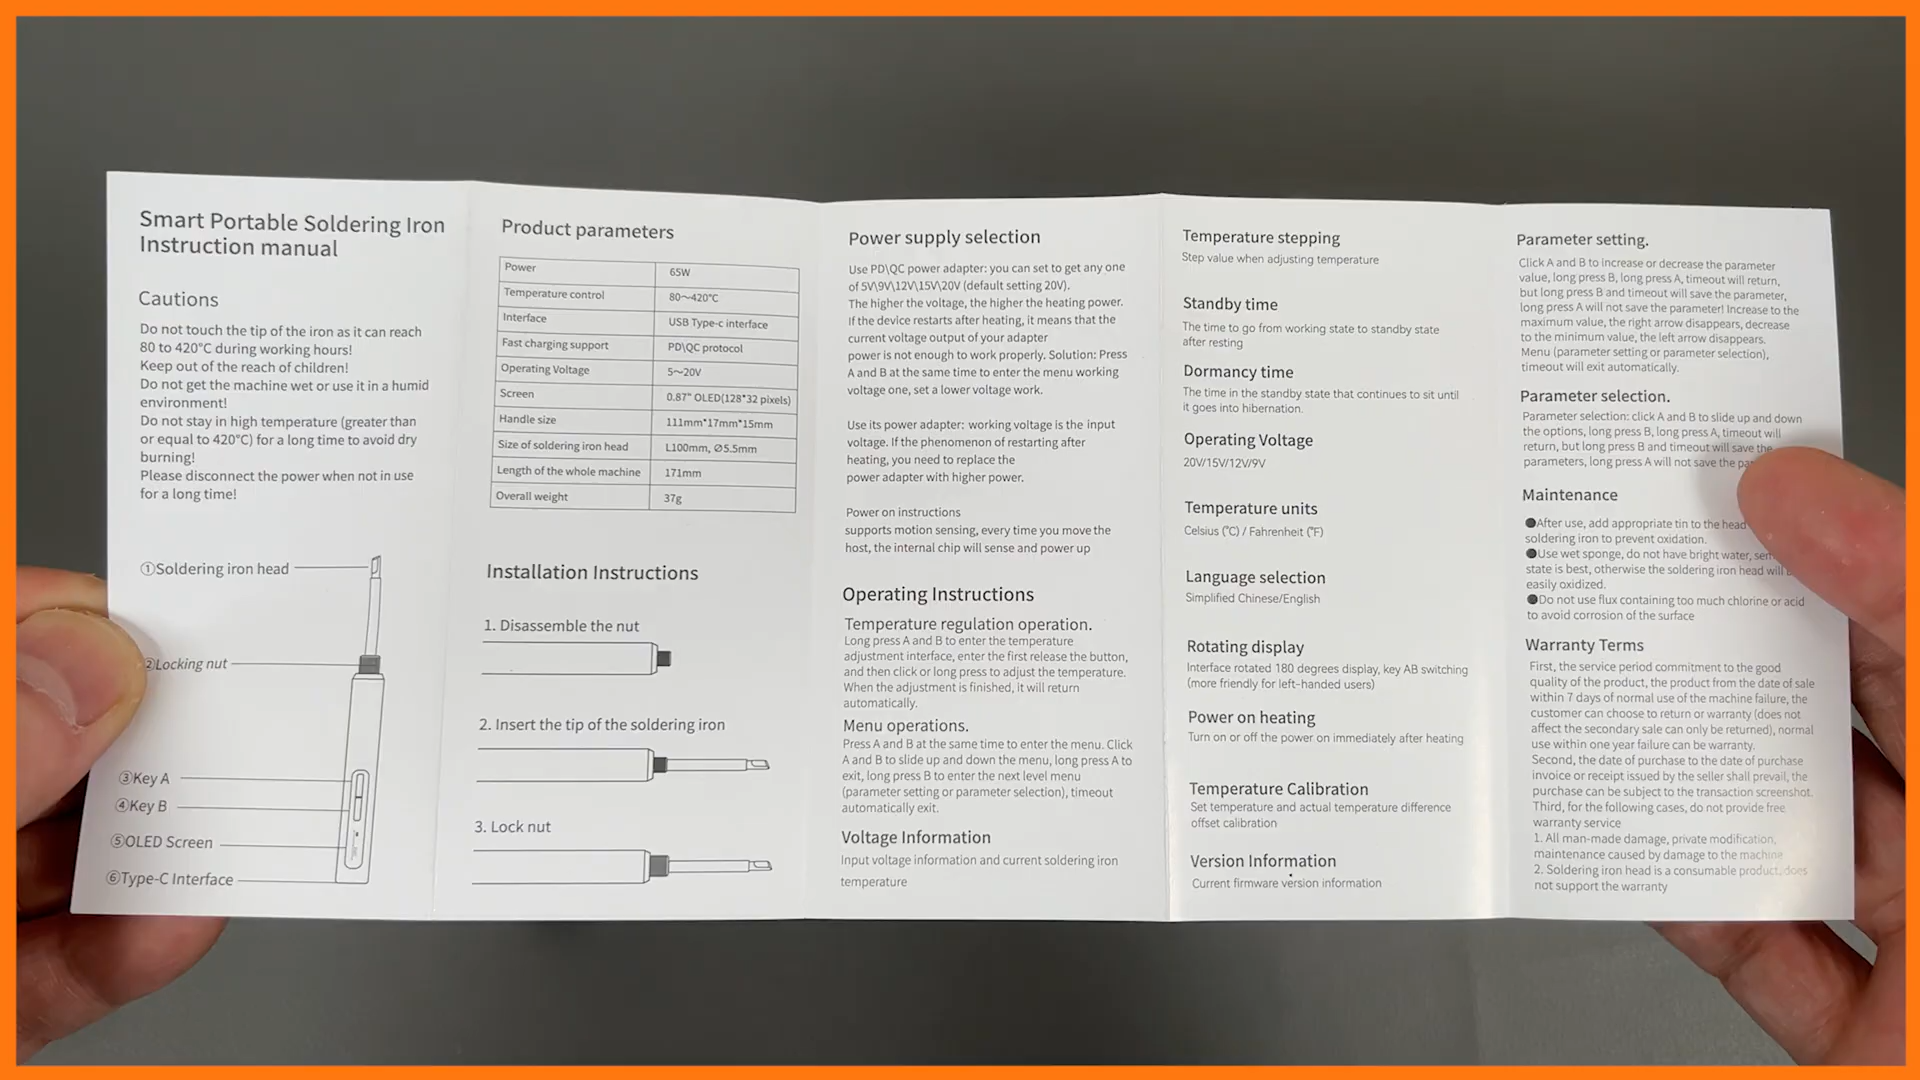 Smart Portable Soldering Iron
Instruction manual
Cautions
Do not touch the tip of the iron as it can reach
80 to 420°C during working hours!
Keep out of the reach of children!
Do not get the machine wet or use it in a humid
environment!
Do not stay in high temperature (greater than
or equal to 420°C) for a long time to avoid dry
burning!
Please disconnect the power when not in use
for a long time!
①Soldering iron head
②Locking nut
③Key A
④Key B
⑤OLED Screen
⑥Type-C Interface
Product parameters
Power 65W
Temperature control 80～420°C
Interface USB Type-c interface
Fast charging support PD\QC protocol
Operating Voltage 5～20V
Screen 0.87" OLED(128*32 pixels)
Handle size 111mm*17mm*15mm
Size of soldering iron head L100mm, Ø5.5mm
Length of the whole machine 171mm
Overall weight 37g
Installation Instructions
1. Disassemble the nut
2. Insert the tip of the soldering iron
3. Lock nut
Power supply selection
Use PD\QC power adapter: you can set to get any one
of 5V\9V\12V\15V\20V (default setting 20V).
The higher the voltage, the higher the heating power.
If the device restarts after heating, it means that the
current voltage output of your adapter
power is not enough to work properly. Solution: Press
A and B at the same time to enter the menu working
voltage one, set a lower voltage work.
Use its power adapter: working voltage is the input
voltage. If the phenomenon of restarting after
heating, you need to replace the
power adapter with higher power.
Power on instructions
supports motion sensing, every time you move the
host, the internal chip will sense and power up
Operating Instructions
Temperature regulation operation.
Long press A and B to enter the temperature
adjustment interface, enter the first release the button,
and then click or long press to adjust the temperature.
When the adjustment is finished, it will return
automatically.
Menu operations.
Press A and B at the same time to enter the menu. Click
A and B to slide up and down the menu, long press A to
exit, long press B to enter the next level menu
(parameter setting or parameter selection), timeout
automatically exit.
Voltage Information
Input voltage information and current soldering iron
temperature
Temperature stepping
Step value when adjusting temperature
Standby time
The time to go from working state to standby state
after resting
Dormancy time
The time in the standby state that continues to sit until
it goes into hibernation.
Operating Voltage
20V/15V/12V/9V
Temperature units
Celsius (°C) / Fahrenheit (°F)
Language selection
Simplified Chinese/English
Rotating display
Interface rotated 180 degrees display, key AB switching
(more friendly for left-handed users)
Power on heating
Turn on or off the power on immediately after heating
Temperature Calibration
Set temperature and actual temperature difference
offset calibration
Version Information
Current firmware version information
Parameter setting.
Click A and B to increase or decrease the parameter
value, long press B, long press A, timeout will return,
but long press B and timeout will save the parameter,
long press A will not save the parameter! Increase to the
maximum value, the right arrow disappears, decrease
to the minimum value, the left arrow disappears.
Menu (parameter setting or parameter selection),
timeout will exit automatically.
Parameter selection.
Parameter selection: click A and B to slide up and down
the options, long press B, long press A, timeout will
return, but long press B and timeout will save the
parameters, long press A will not save the
Maintenance
●After use, add appropriate tin to the head
soldering iron to prevent oxidation.
●Use wet sponge, do not have bright water,
state is best, otherwise the soldering iron head will
easily oxidized.
●Do not use flux containing too much chlorine or acid
to avoid corrosion of the surface
Warranty Terms
First, the service period commitment to the good
quality of the product, the product from the date of sale
within 7 days of normal use of the machine failure, the
customer can choose to return or warranty (does not
affect the secondary sale can only be returned), normal
use within one year failure can be warranty.
Second, the date of purchase to the date of purchase
invoice or receipt issued by the seller shall prevail, the
purchase can be subject to the transaction screenshot.
Third, for the following cases, do not provide free
warranty service
1. All man-made damage, private modification,
maintenance caused by damage to the machine
2. Soldering iron head is a consumable product, does
not support the warranty